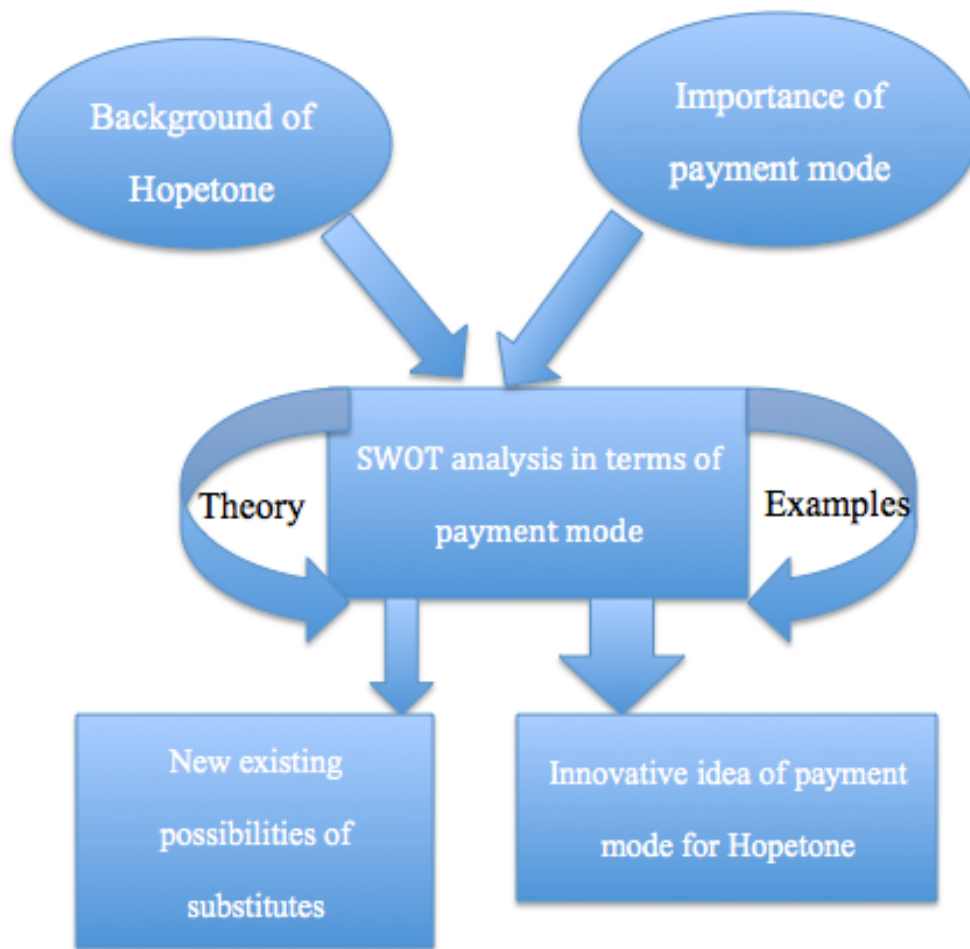 Background of
Hopetone
Importance of
payment mode
SWOT analysis in terms of
payment mode
Theory
Examples
New existing
possibilities of
substitutes
Innovative idea of payment
mode for Hopetone